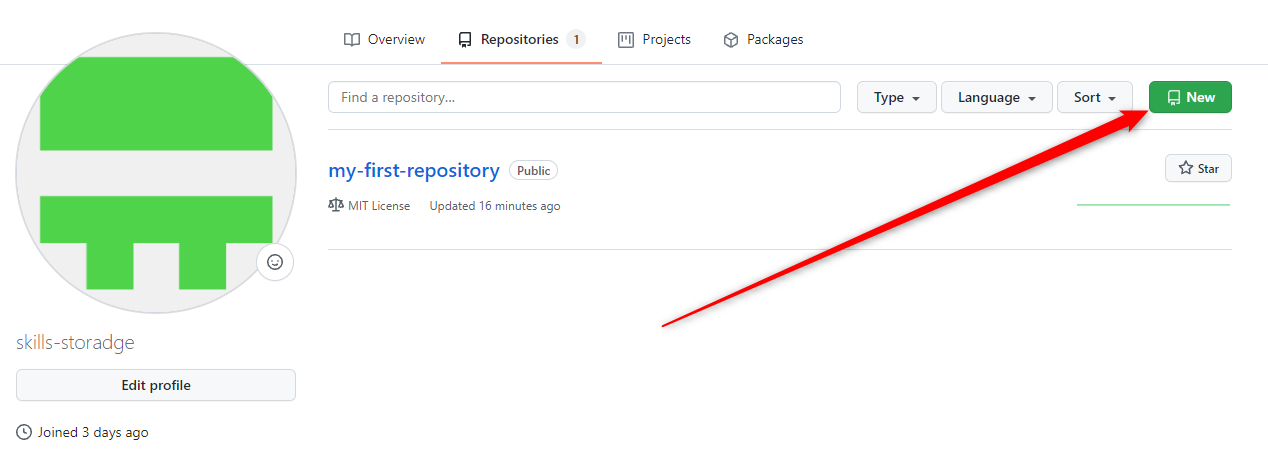 Overview Repositories 1 Projects Packages
Find a repository... Type Language Sort New
my-first-repository Public Star
MIT License Updated 16 minutes ago
skills-storadge
Edit profile
Joined 3 days ago